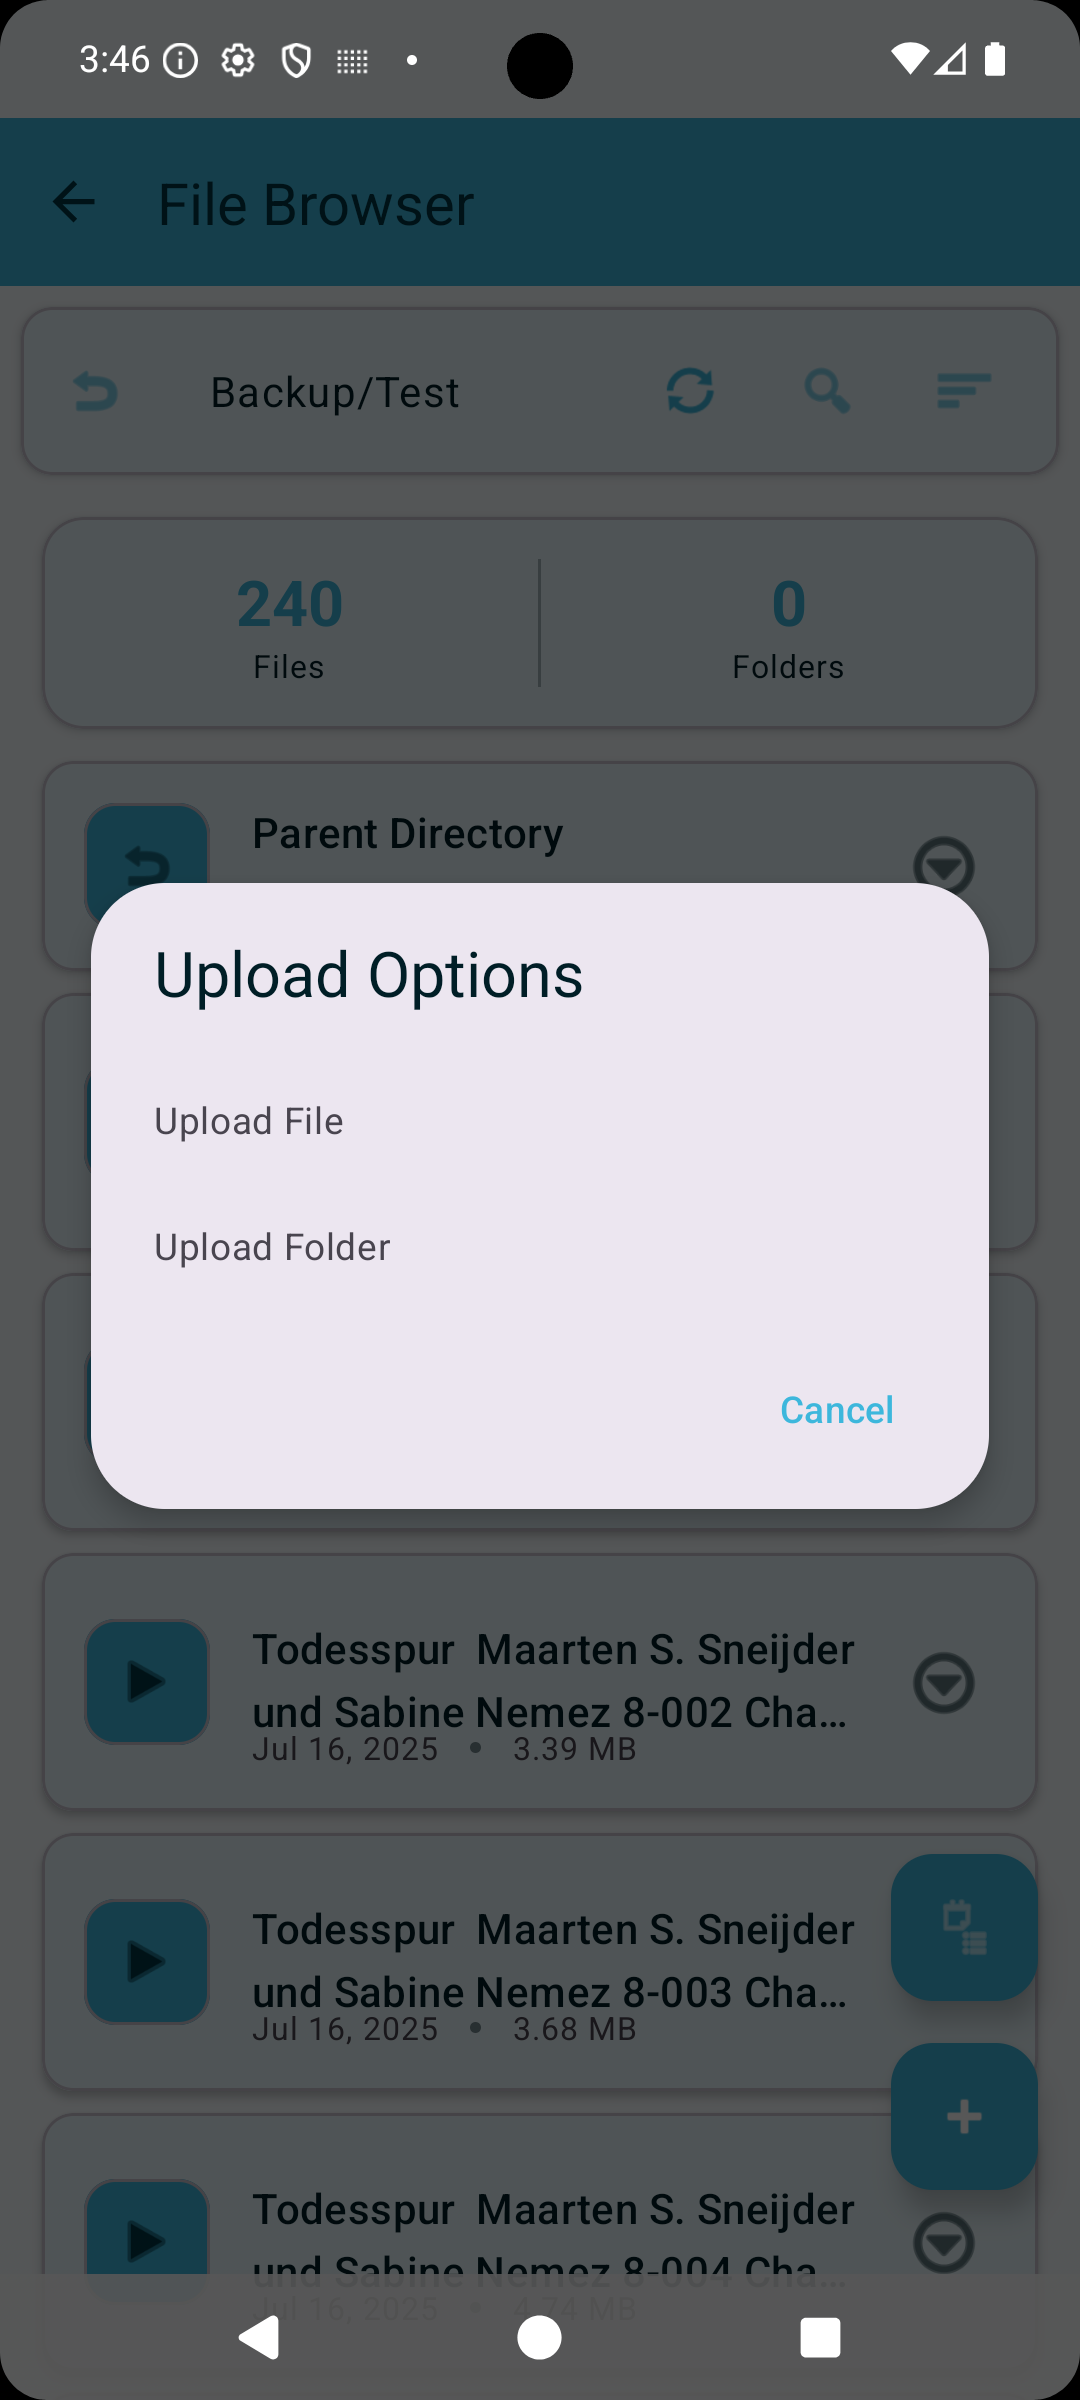 3:46
File Browser
Backup/Test
240
Files
0
Folders
Parent Directory
Upload Options
Upload File
Upload Folder
Cancel
Todesspur  Maarten S. Sneijder
und Sabine Nemez 8-002 Cha...
Jul 16, 2025 • 3.39 MB
Todesspur  Maarten S. Sneijder
und Sabine Nemez 8-003 Cha...
Jul 16, 2025 • 3.68 MB
Todesspur  Maarten S. Sneijder
und Sabine Nemez 8-004 Cha...
Jul 16, 2025 • 4.74 MB